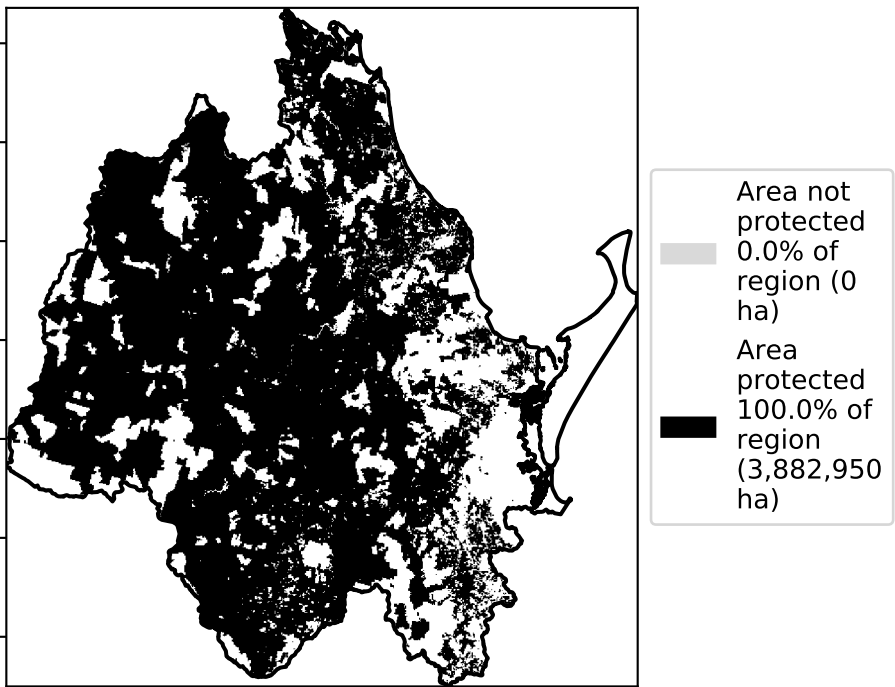 Area not
protected
0.0% of
region (0
ha)
Area
protected
100.0% of
region
(3,882,950
ha)